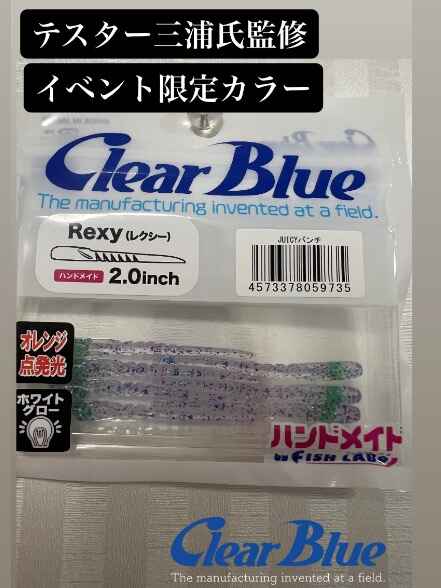 テスター三浦氏監修
イベント限定カラー
Clear Blue
The manufacturing invented at a field.
Rexy(レクシー)
ハンドメイド 2.0inch
JUICYパンチ
4573378059735
オレンジ
点発光
ホワイト
グロー
ハンドメイド
BY FISH LABO
Clear Blue
The manufacturing invented at a field.